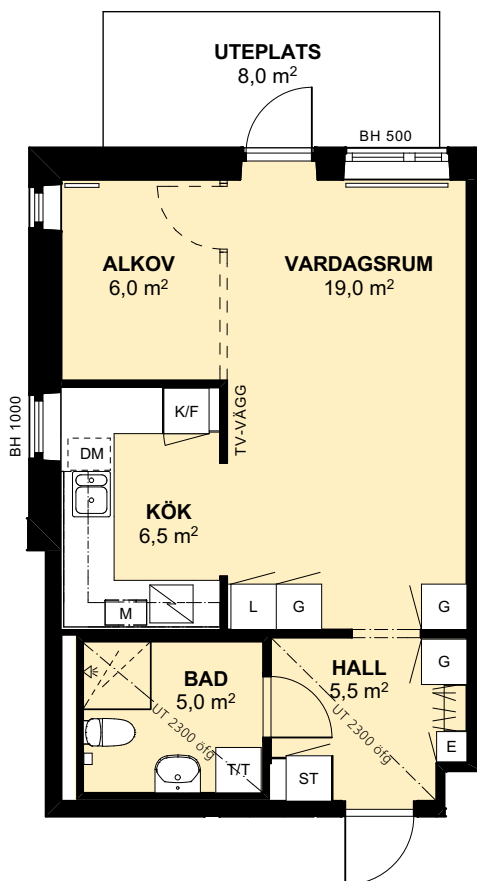 UTEPLATS
8,0 m²
BH 500
ALKOV
6,0 m²
VARDAGSRUM
19,0 m²
BH 1000
K/F
TV-VÄGG
DM
KÖK
6,5 m²
M
L
G
G
BAD
5,0 m²
UT 2300 öfg
T/T
HALL
5,5 m²
UT 2300 öfg
G
E
ST